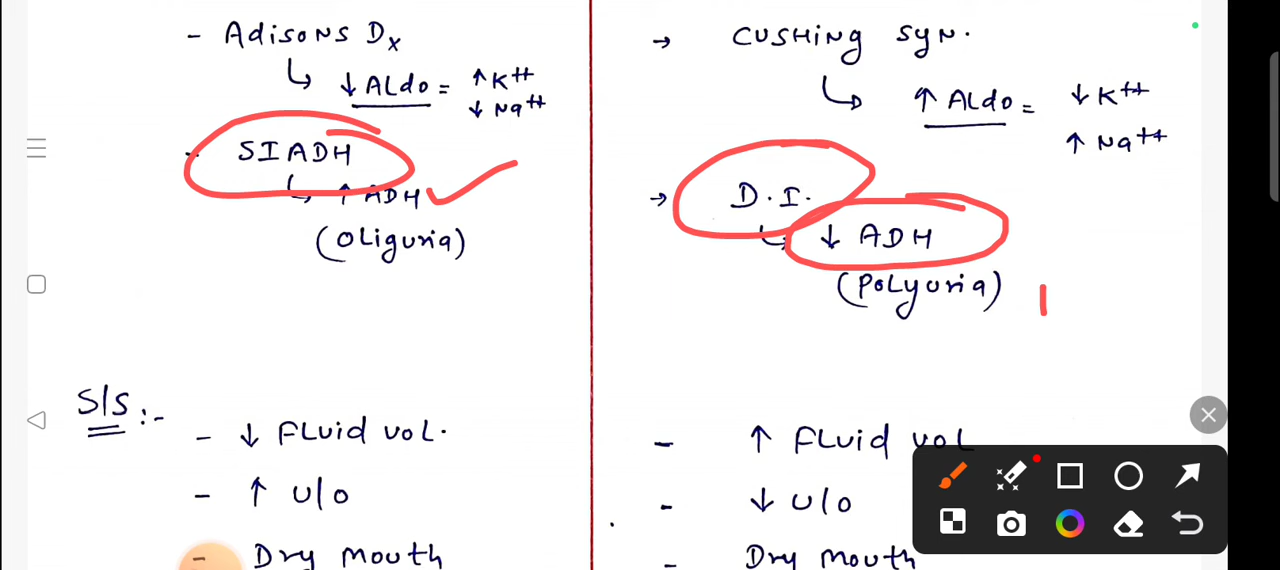 - Adisons Dx
↳ ↓ Aldo = ↑ K++
↓ Na++
- SIADH
↳ ↑ ADH
(Oliguria)
→ Cushing Syn.
↳ ↑ Aldo = ↓ K++
↑ Na++
→ D.I.
↳ ↓ ADH
(Polyuria)
S/S :-
- ↓ Fluid vol.
- ↑ U/O
- Dry mouth
- ↑ Fluid vol
- ↓ U/O
- Dry mouth